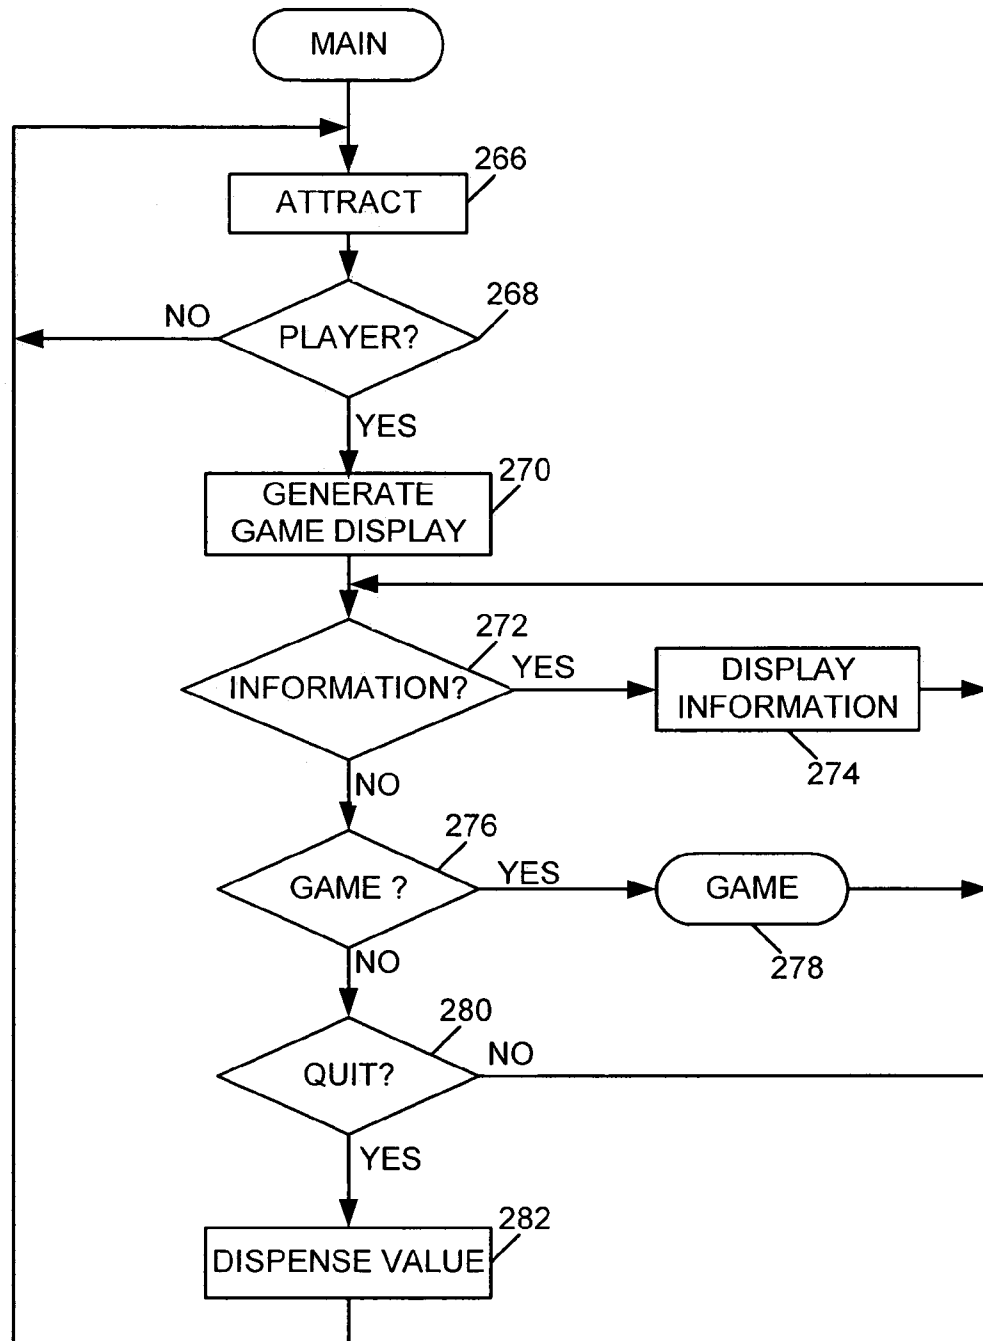 MAIN
266
ATTRACT
268
NO
PLAYER?
YES
270
GENERATE
GAME DISPLAY
272
YES
DISPLAY
INFORMATION?
INFORMATION
274
NO
276
YES
GAME ?
GAME
278
NO
280
NO
QUIT?
YES
282
DISPENSE VALUE